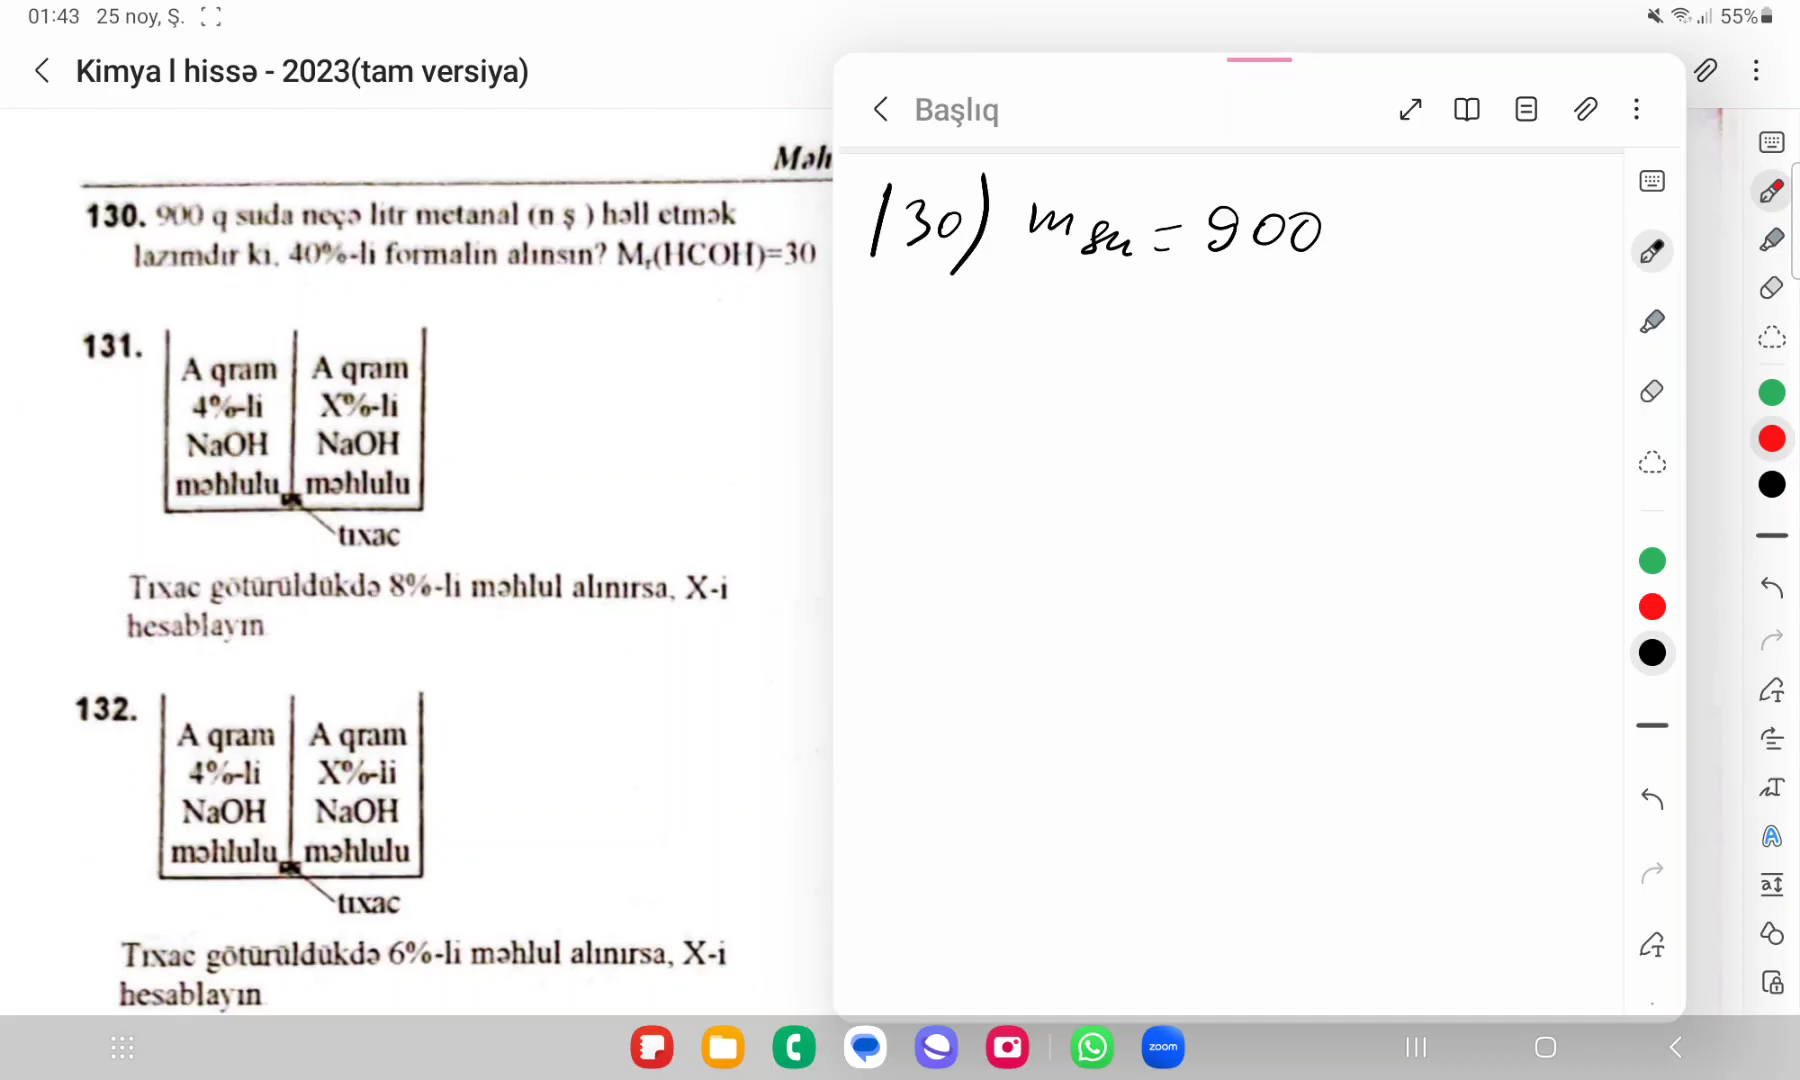 01:43 25 noy, Ş.
55%
Kimya I hissə - 2023(tam versiya)
Məh
130. 900 q suda neçə litr metanal (n ş ) həll etmək
lazımdır ki, 40%-li formalin alınsın? Mr(HCOH)=30
131.
A qram A qram
4%-li X%-li
NaOH NaOH
məhlulu məhlulu
tıxac
Tıxac götürüldükdə 8%-li məhlul alınırsa, X-i
hesablayın
132.
A qram A qram
4%-li X%-li
NaOH NaOH
məhlulu məhlulu
tıxac
Tıxac götürüldükdə 6%-li məhlul alınırsa, X-i
hesablayın
Başlıq
130) m su = 900
zoom